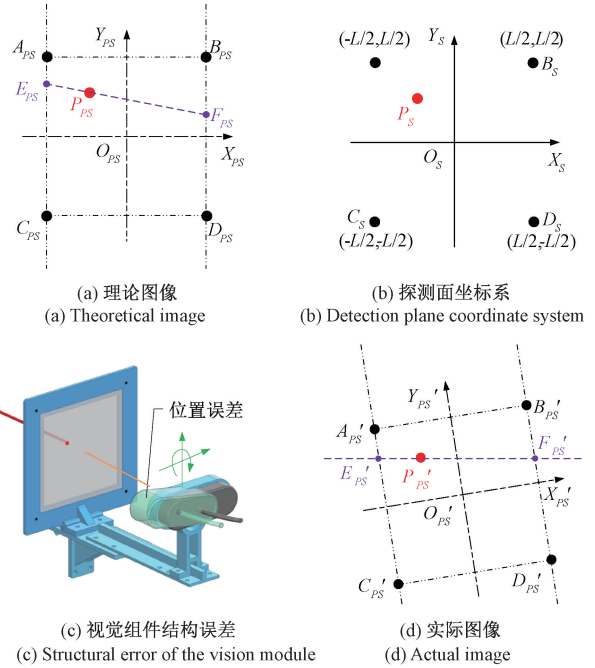 Y_PS
A_PS
B_PS
E_PS
P_PS
F_PS
O_PS
X_PS
C_PS
D_PS
(a) 理论图像
(a) Theoretical image
(-L/2,L/2)
Y_S
(L/2,L/2)
B_S
P_S
O_S
X_S
C_S
D_S
(-L/2,-L/2)
(L/2,-L/2)
(b) 探测面坐标系
(b) Detection plane coordinate system
位置误差
(c) 视觉组件结构误差
(c) Structural error of the vision module
Y_PS′
B_PS′
A_PS′
F_PS′
E_PS′
P_PS′
X_PS′
O_PS′
C_PS′
D_PS′
(d) 实际图像
(d) Actual image